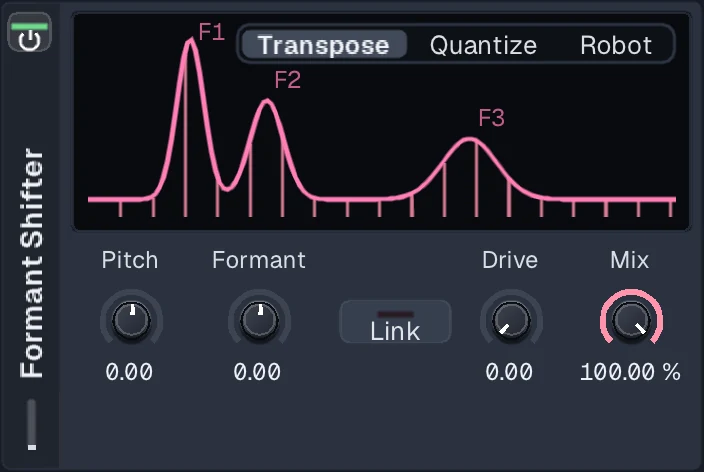 F1
Transpose Quantize Robot
F2
F3
Formant Shifter
Pitch Formant Drive Mix
Link
0.00 0.00 0.00 100.00 %